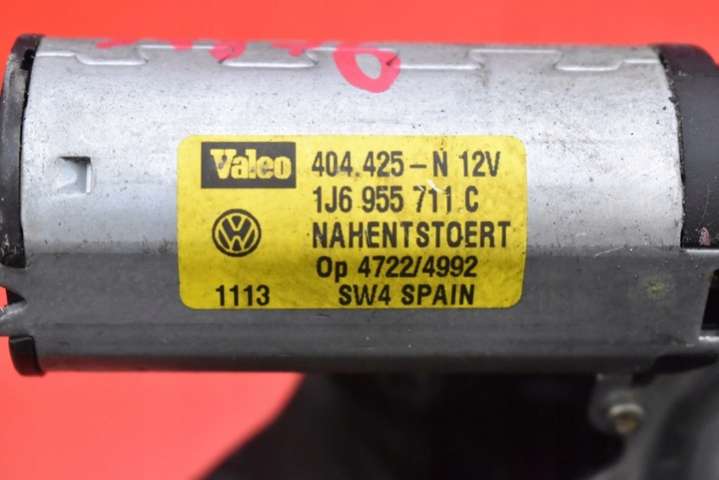 Valeo 404.425-N 12V
1J6 955 711 C
NAHENTSTOERT
Op 4722/4992
1113 SW4 SPAIN